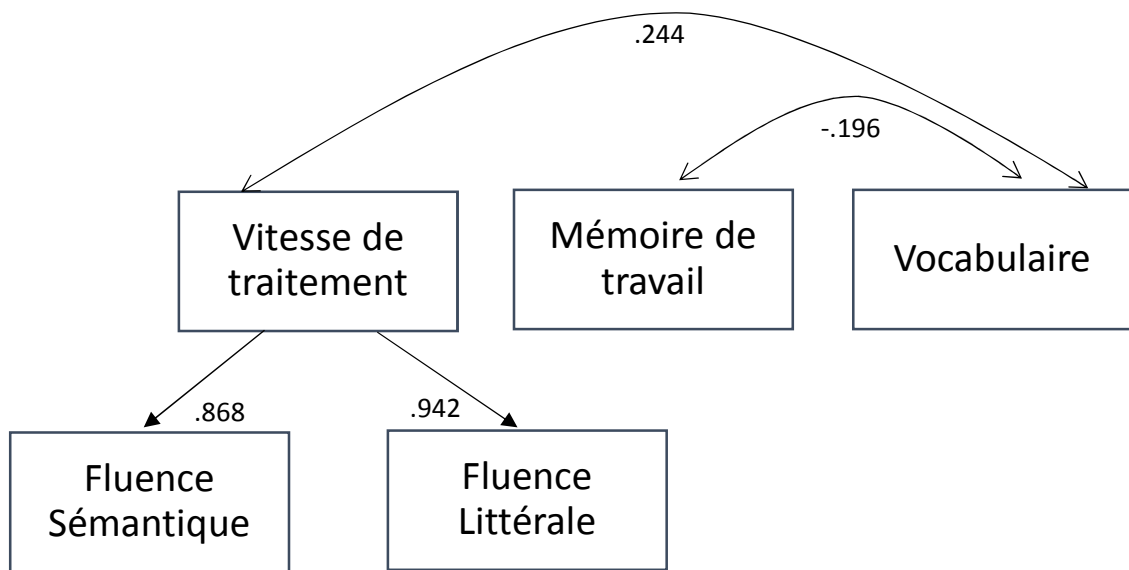 .244
-.196
Vitesse de
traitement
Mémoire de
travail
Vocabulaire
.868
.942
Fluence
Sémantique
Fluence
Littérale